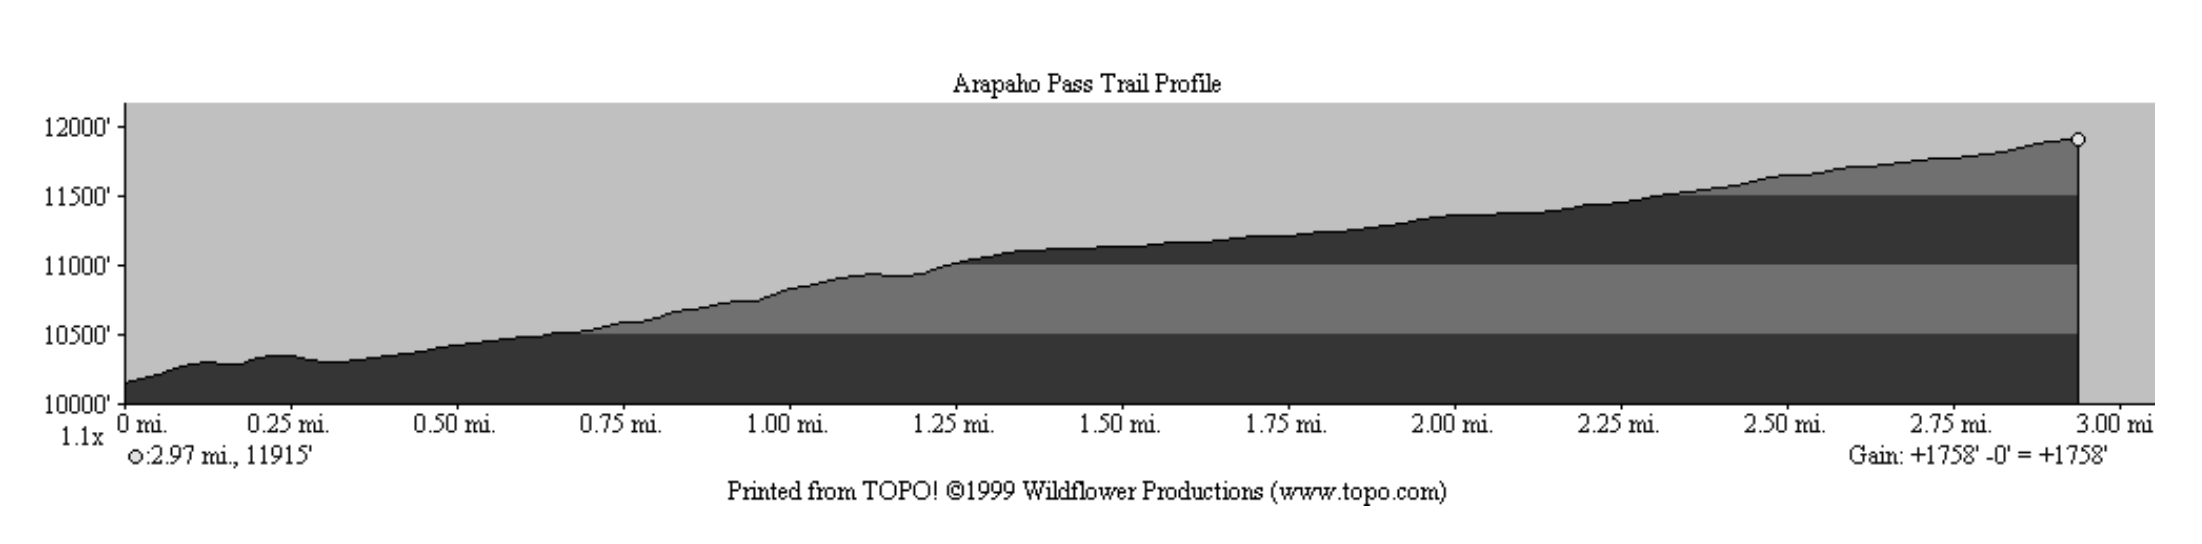 Arapaho Pass Trail Profile
12000'
11500'
11000'
10500'
10000'
0 mi. 0.25 mi. 0.50 mi. 0.75 mi. 1.00 mi. 1.25 mi. 1.50 mi. 1.75 mi. 2.00 mi. 2.25 mi. 2.50 mi. 2.75 mi. 3.00 mi
1.1x
:2.97 mi., 11915' Gain: +1758' -0' = +1758'
Printed from TOPO! ©1999 Wildflower Productions (www.topo.com)